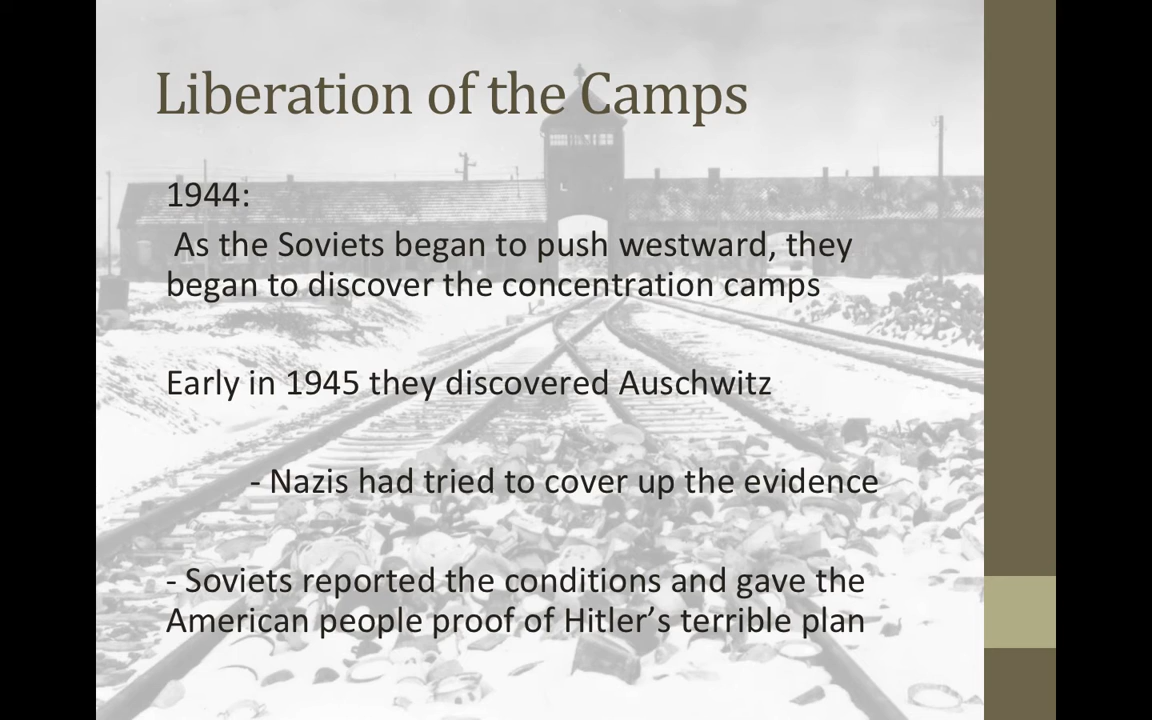 Liberation of the Camps
1944:
As the Soviets began to push westward, they
began to discover the concentration camps
Early in 1945 they discovered Auschwitz
- Nazis had tried to cover up the evidence
- Soviets reported the conditions and gave the
American people proof of Hitler’s terrible plan